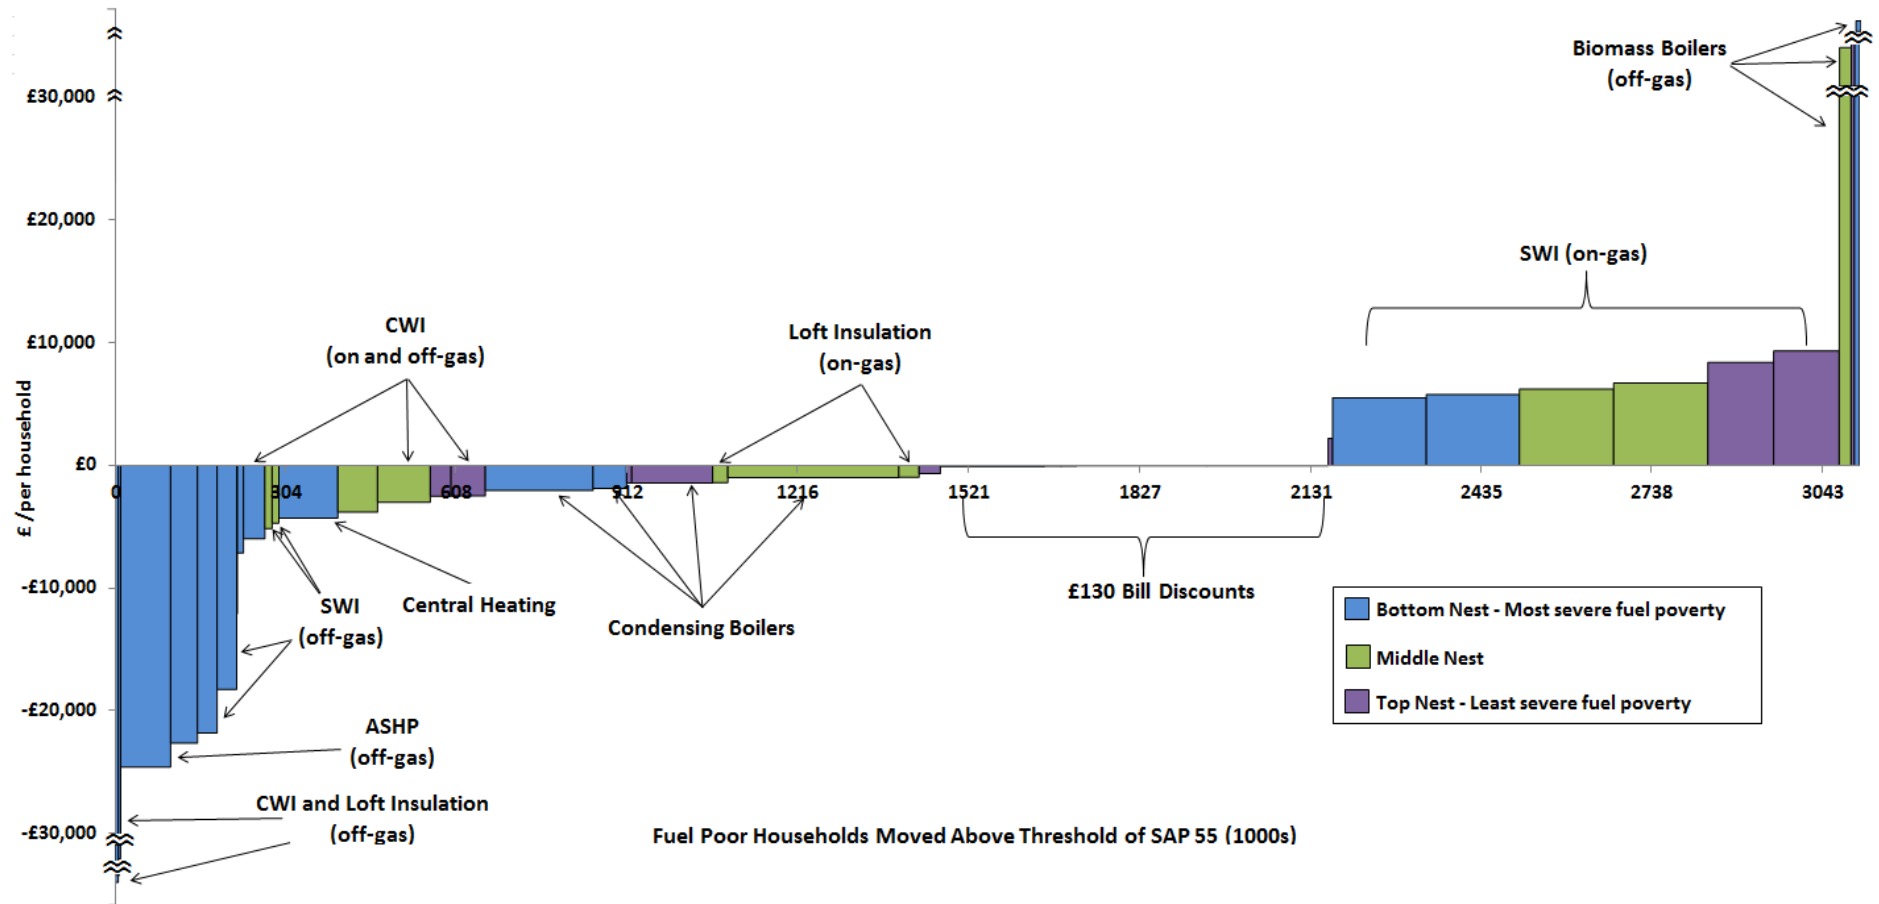 Biomass Boilers
(off-gas)
£30,000
£20,000
SWI (on-gas)
£10,000
CWI
(on and off-gas)
Loft Insulation
(on-gas)
£ /per household
£0
0
304
608
912
1216
1521
1827
2131
2435
2738
3043
-£10,000
SWI
(off-gas)
Central Heating
Condensing Boilers
£130 Bill Discounts
Bottom Nest - Most severe fuel poverty
Middle Nest
Top Nest - Least severe fuel poverty
-£20,000
ASHP
(off-gas)
CWI and Loft Insulation
(off-gas)
-£30,000
Fuel Poor Households Moved Above Threshold of SAP 55 (1000s)